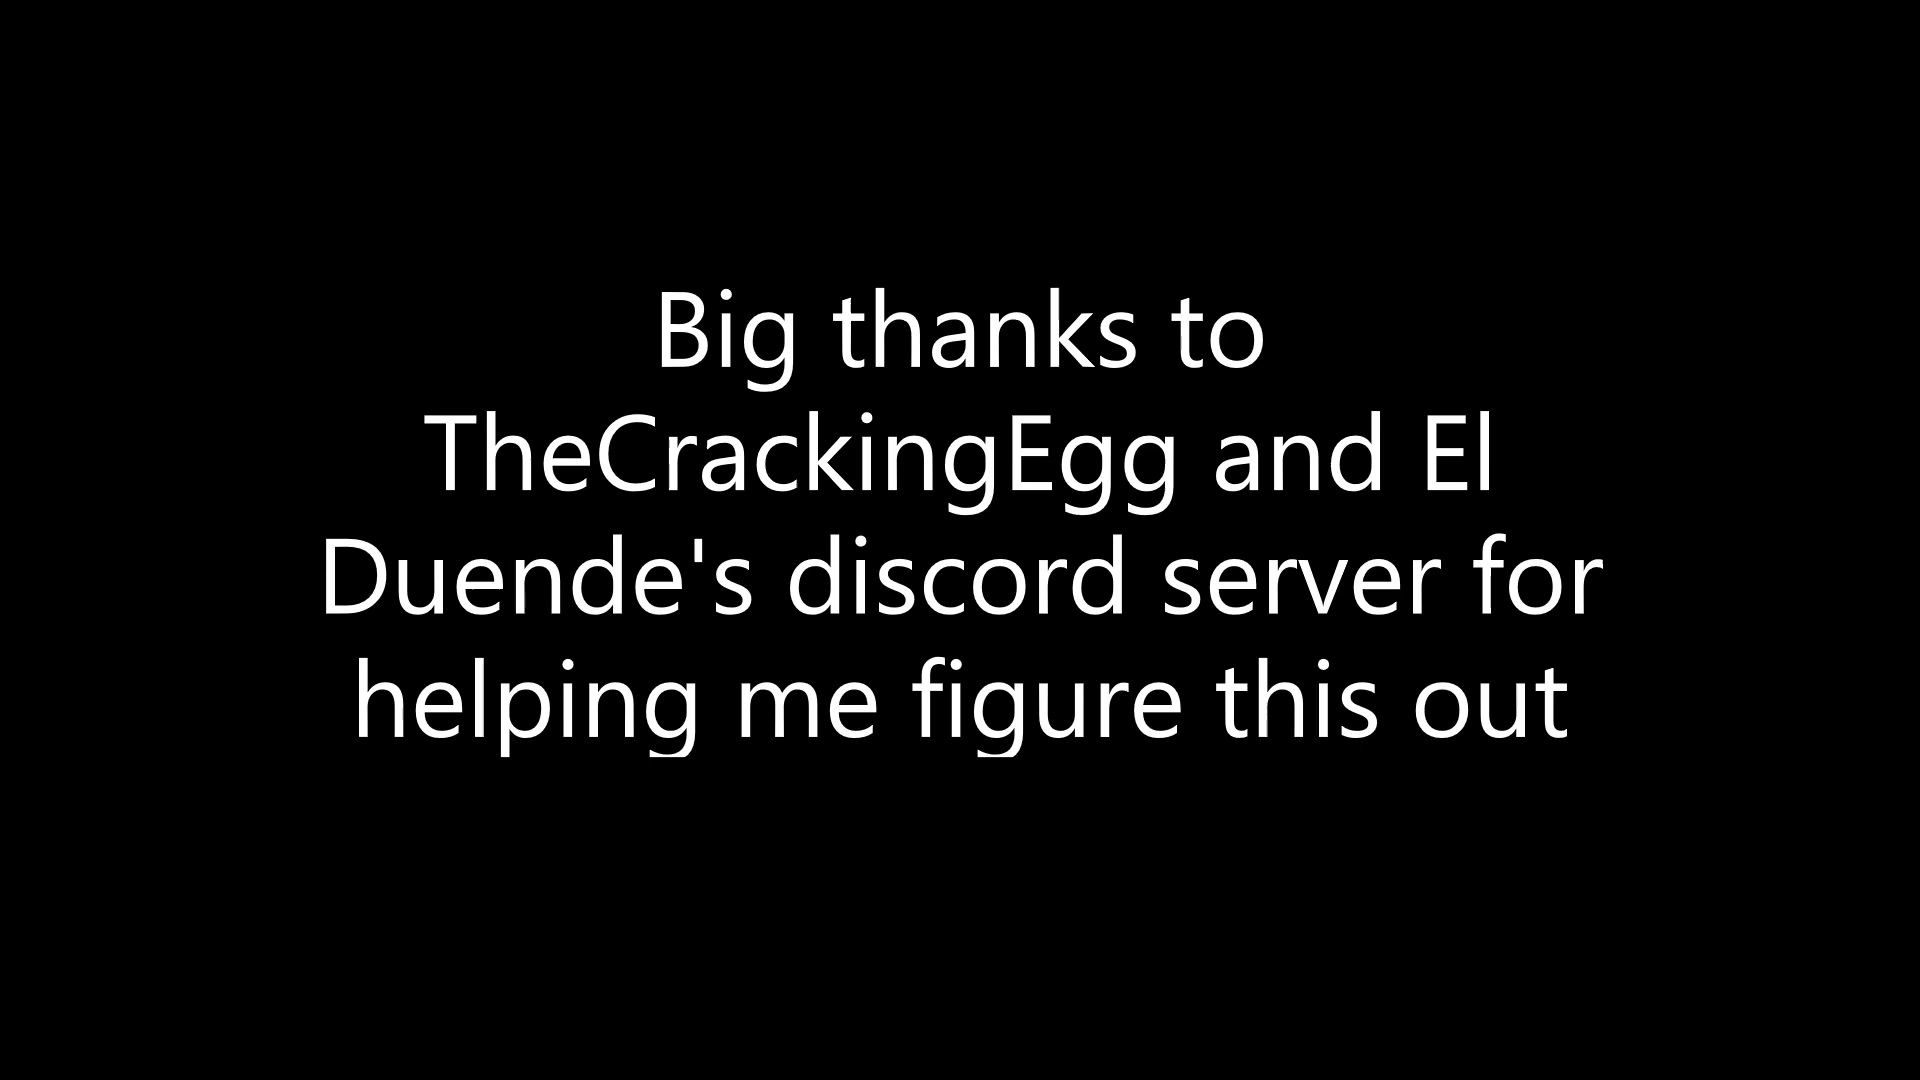 Big thanks to
TheCrackingEgg and El
Duende's discord server for
helping me figure this out